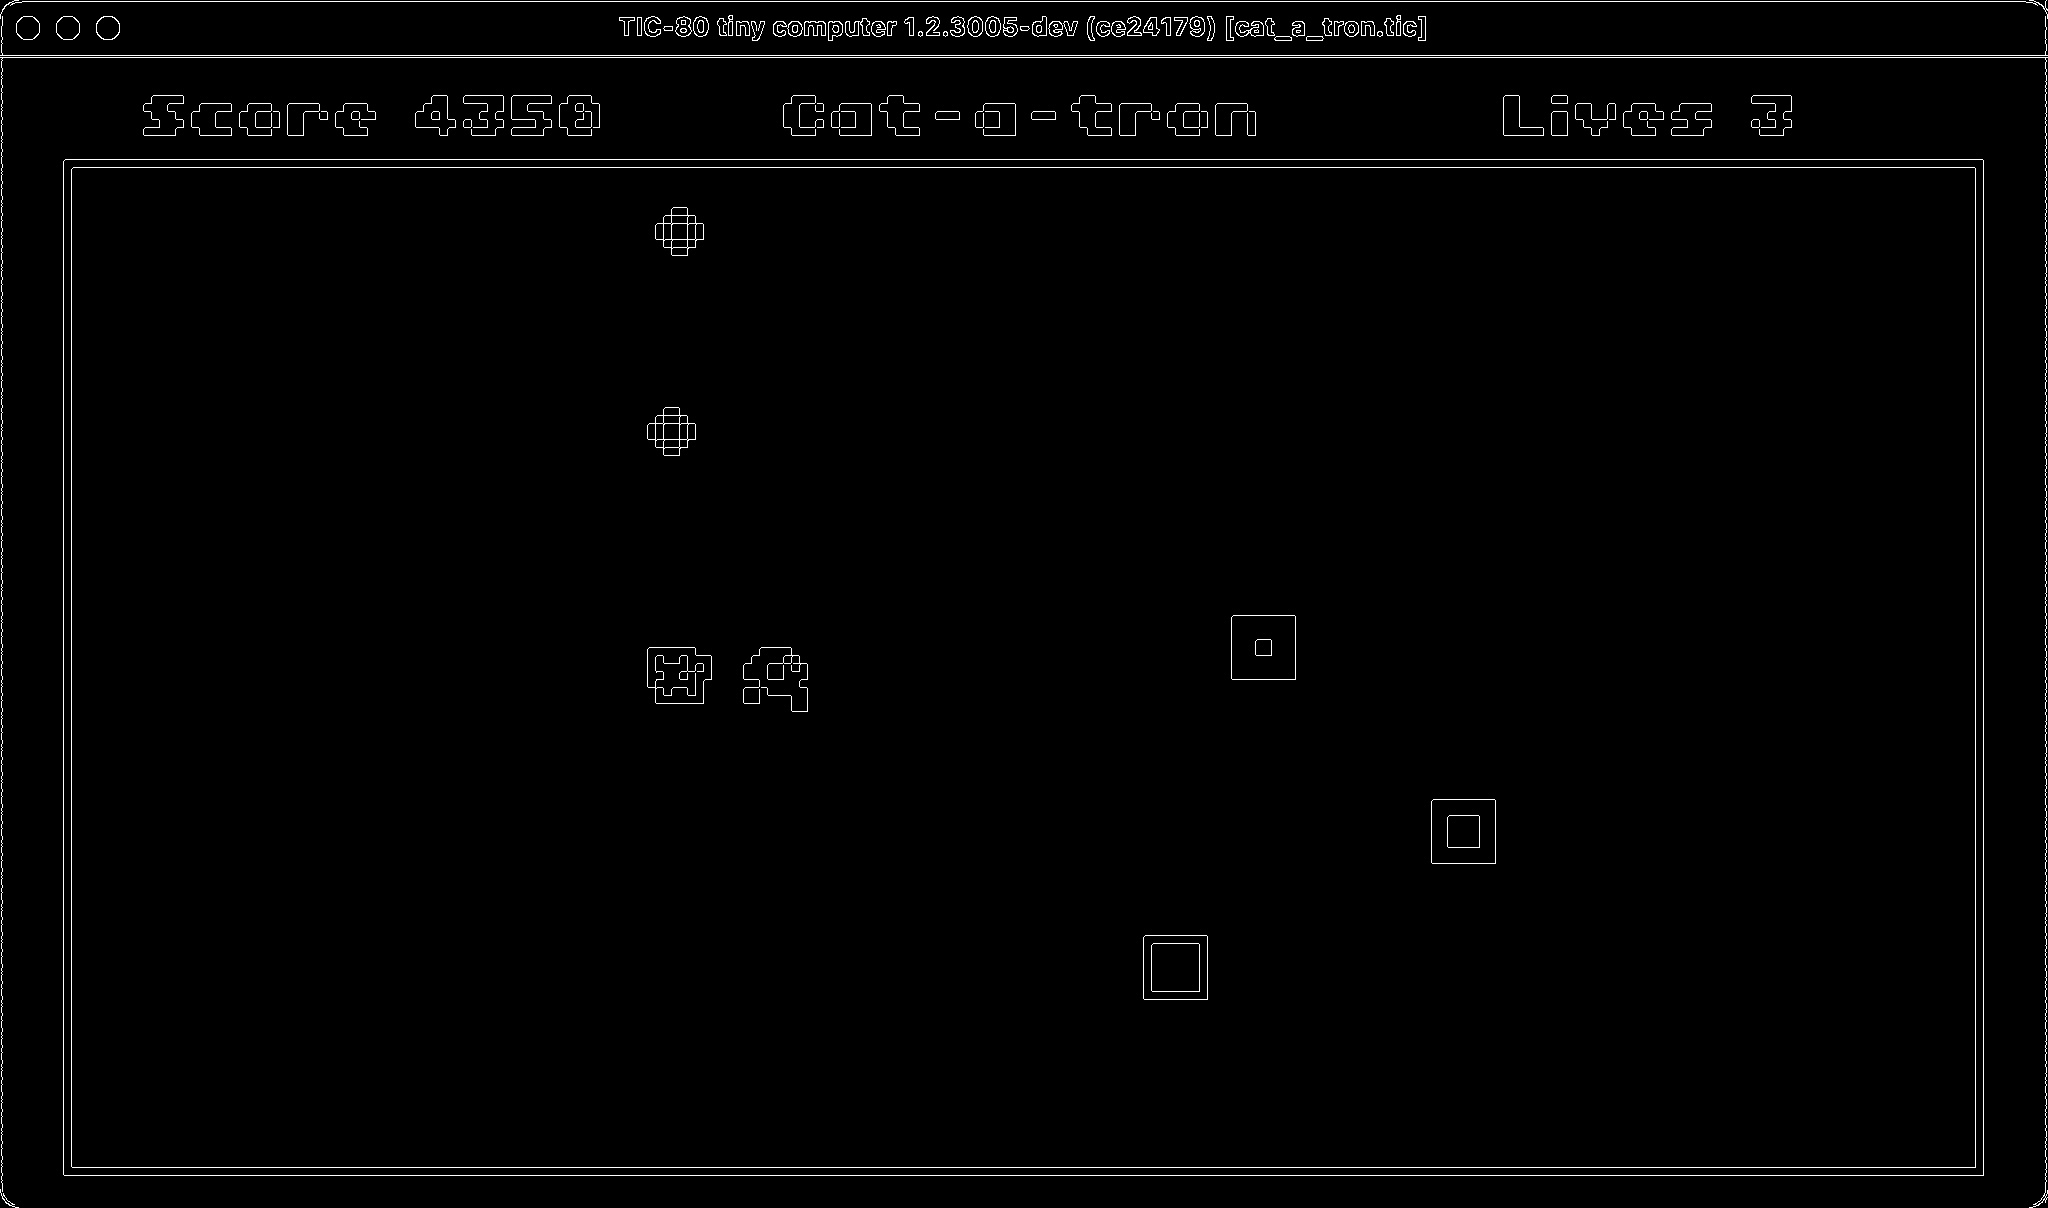 TIC-80 tiny computer 1.2.3005-dev (ce24179) [cat_a_tron.tic]
Score 4350 Cat-a-tron Lives 3